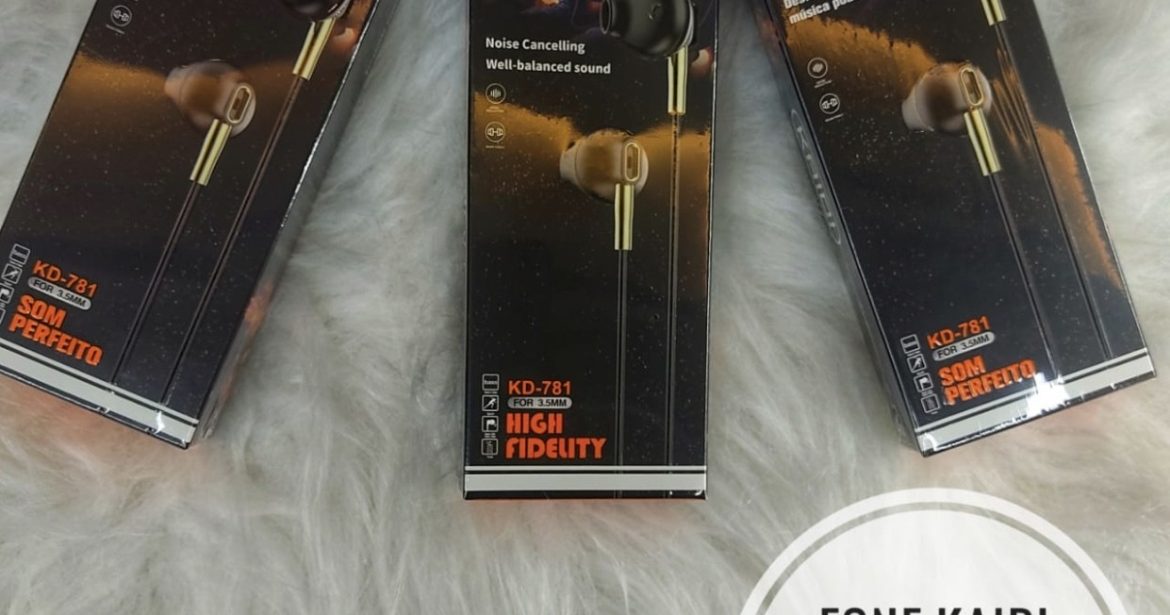 KD-781
FOR 3.5MM
SOM
PERFEITO
Noise Cancelling
Well-balanced sound
KD-781
FOR 3.5MM
HIGH
FIDELITY
música
KD-781
FOR 3.5MM
SOM
PERFEITO
FONE KAIDI